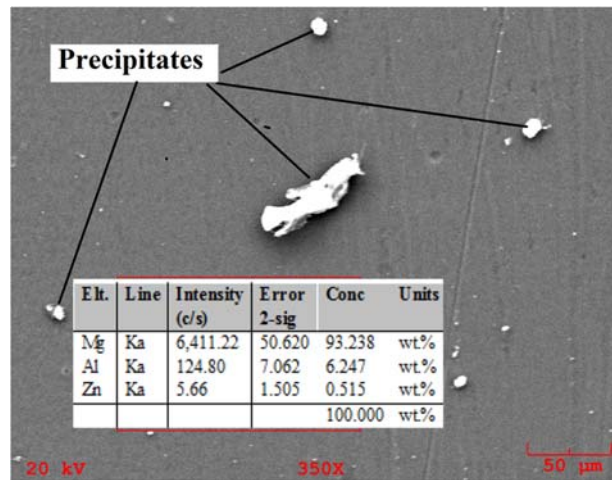 Precipitates
Elt. Line Intensity (c/s) Error 2-sig Conc Units
Mg Ka 6,411.22 50.620 93.238 wt.%
Al Ka 124.80 7.062 6.247 wt.%
Zn Ka 5.66 1.505 0.515 wt.%
100.000 wt.%
20 kV 350X 50 µm